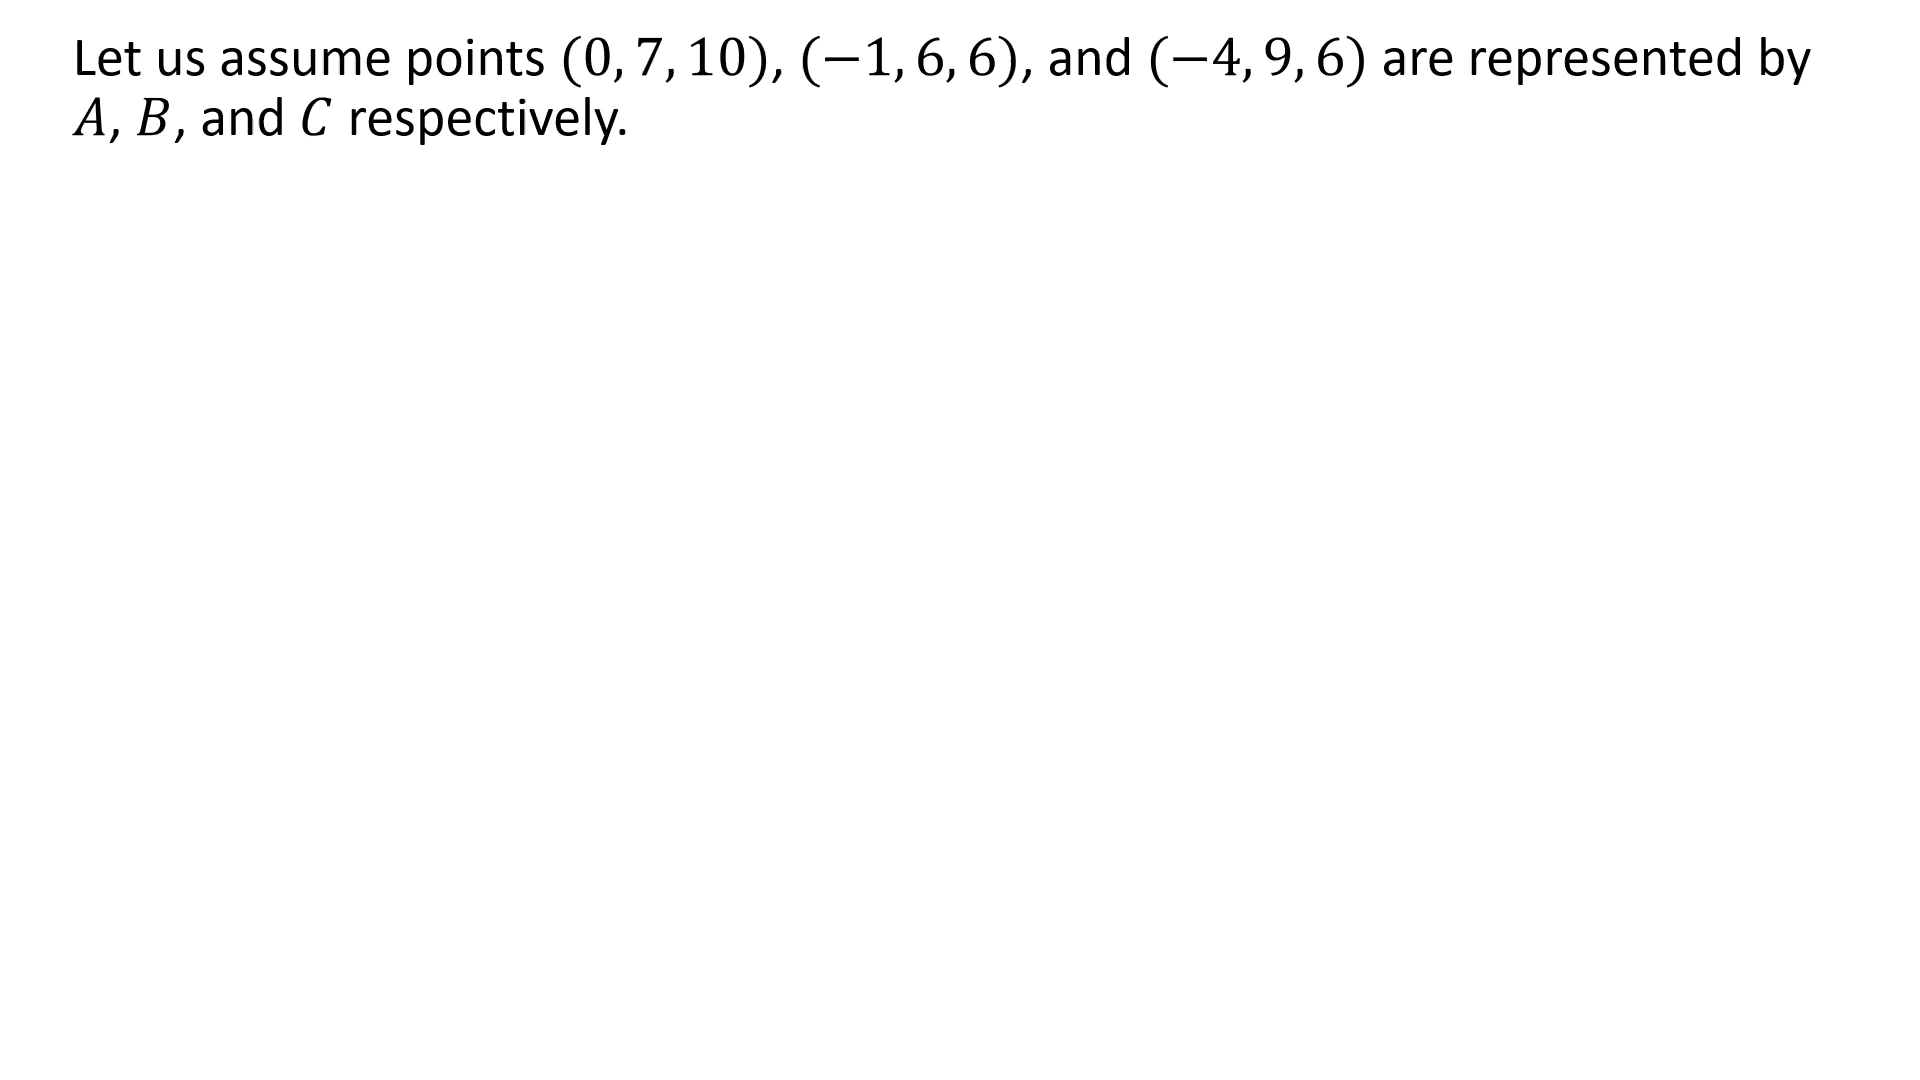 Let us assume points (0, 7, 10), (−1, 6, 6), and (−4, 9, 6) are represented by
A, B, and C respectively.